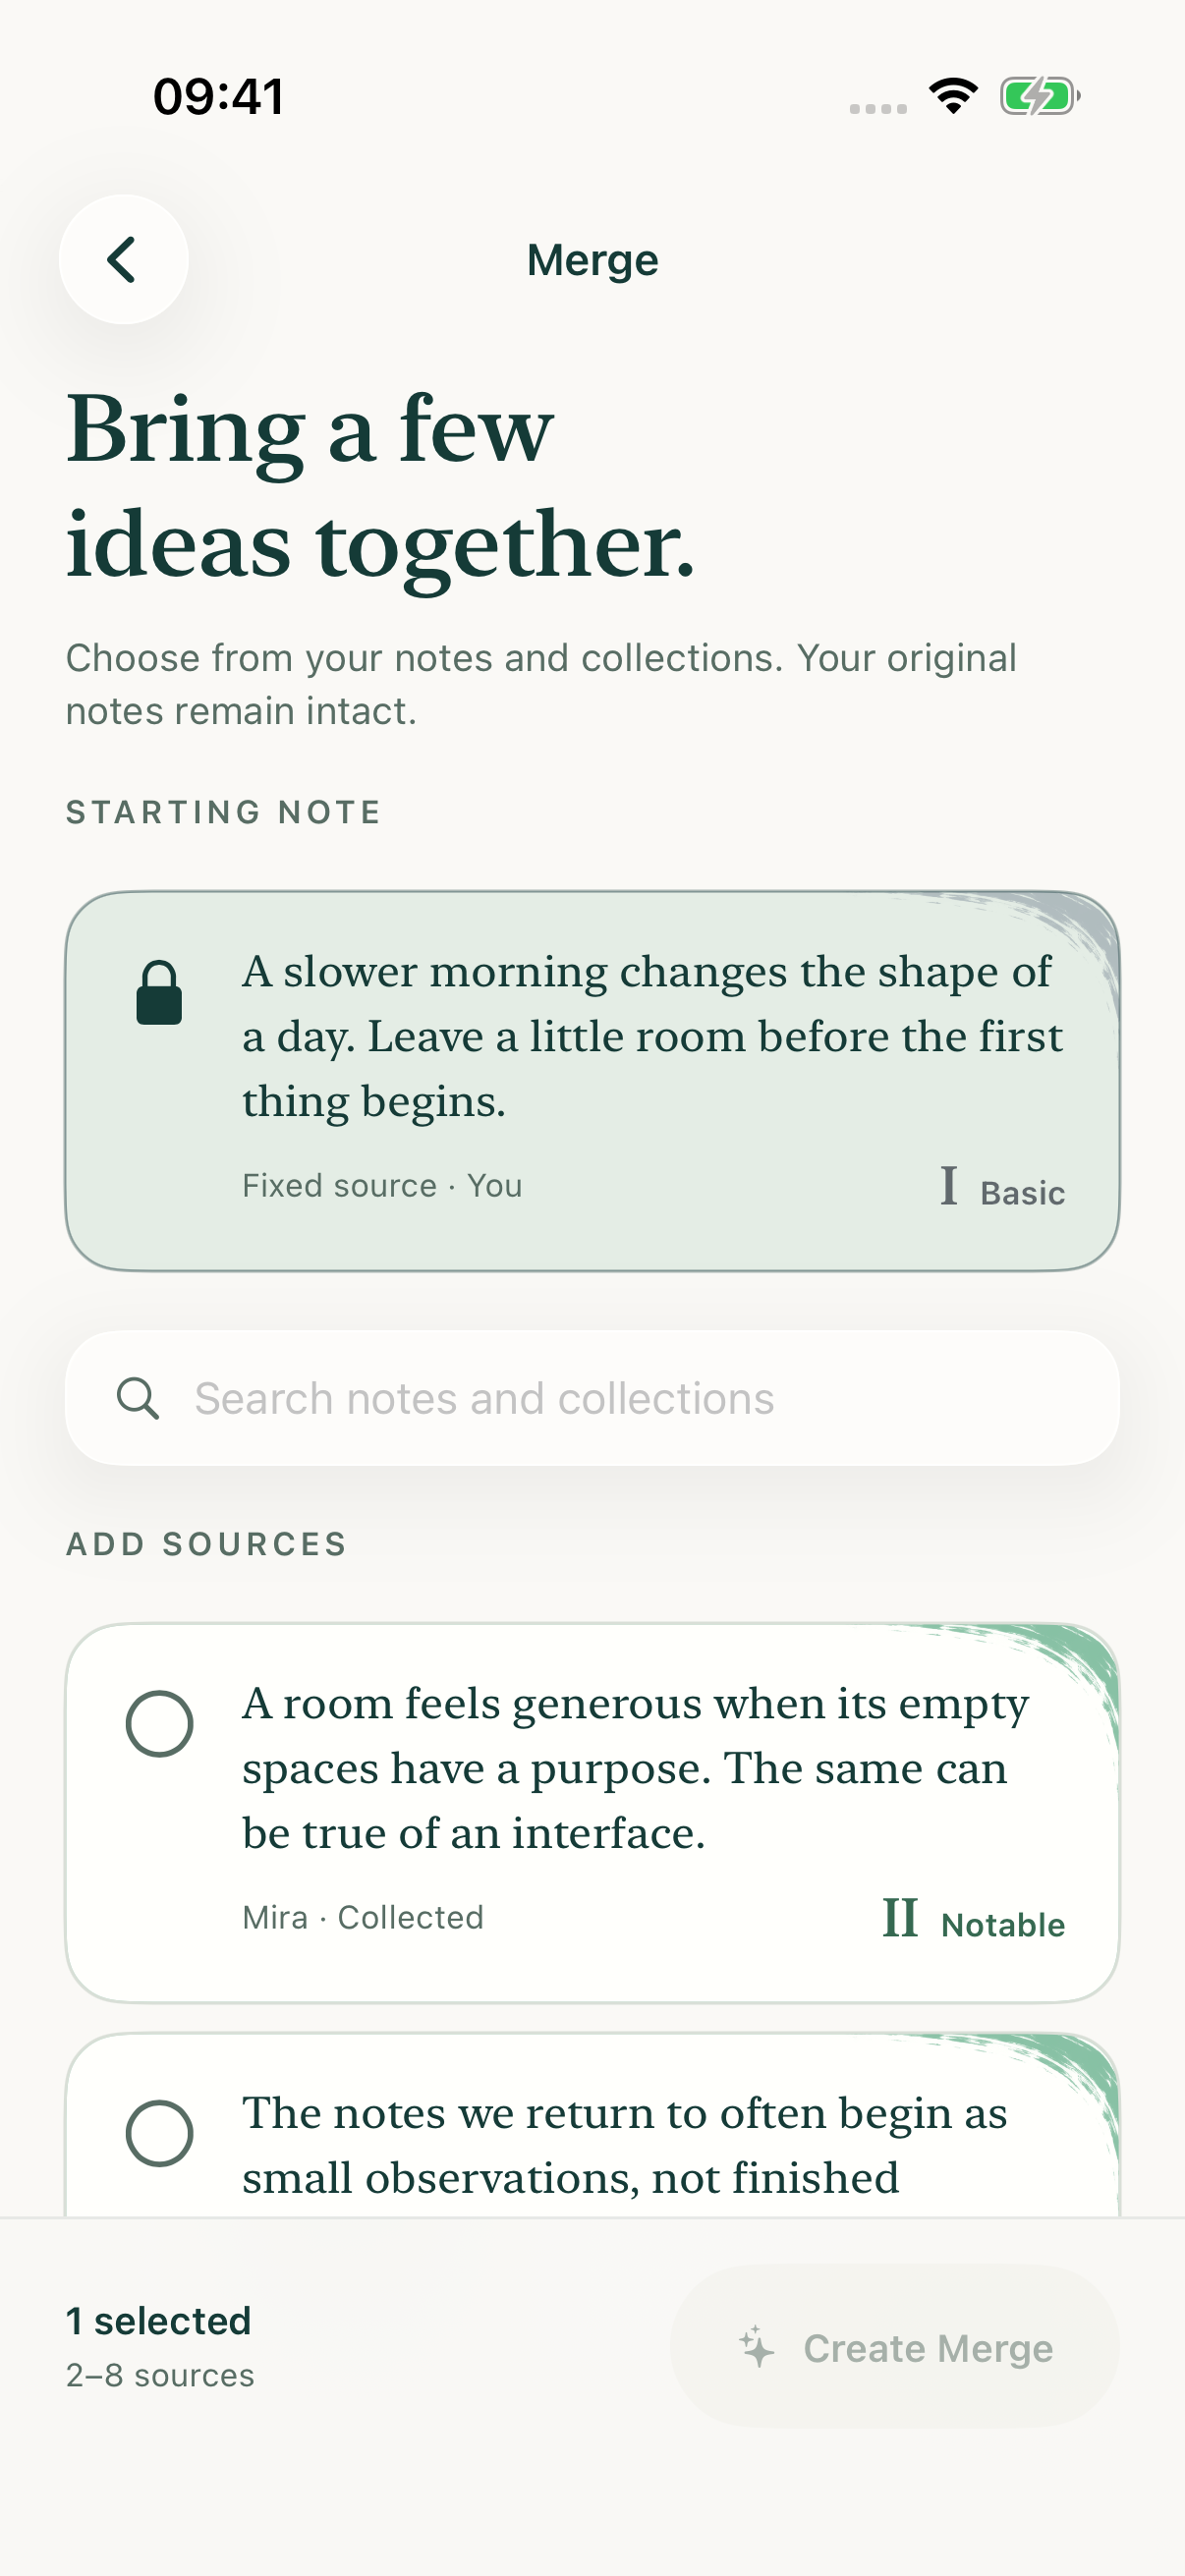 09:41
Merge
Bring a few
ideas together.
Choose from your notes and collections. Your original
notes remain intact.
STARTING NOTE
A slower morning changes the shape of
a day. Leave a little room before the first
thing begins.
Fixed source · You
I Basic
Search notes and collections
ADD SOURCES
A room feels generous when its empty
spaces have a purpose. The same can
be true of an interface.
Mira · Collected
II Notable
The notes we return to often begin as
small observations, not finished
1 selected
2–8 sources
Create Merge